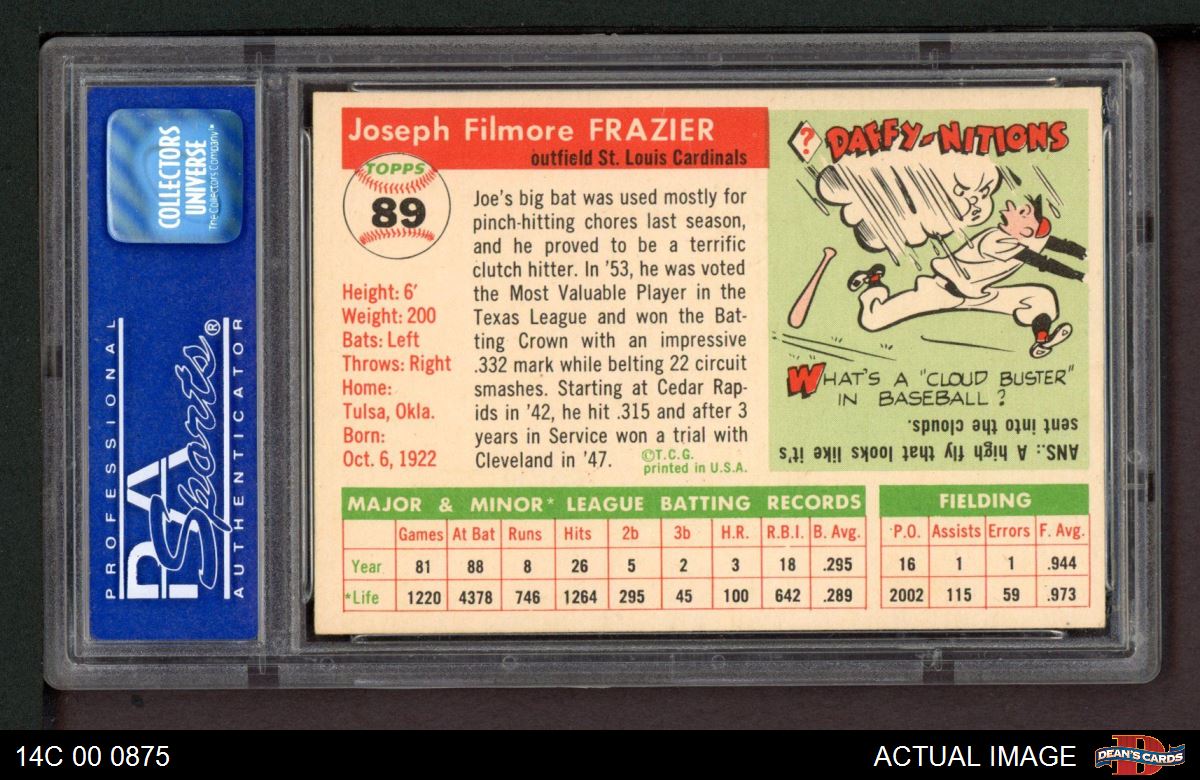 COLLECTORS
UNIVERSE™
The Collectors Company™
PROFESSIONAL
PSA
Sports®
AUTHENTICATOR
Joseph Filmore FRAZIER
outfield St. Louis Cardinals
TOPPS
89
Height: 6'
Weight: 200
Bats: Left
Throws: Right
Home:
Tulsa, Okla.
Born:
Oct. 6, 1922
Joe's big bat was used mostly for
pinch-hitting chores last season,
and he proved to be a terrific
clutch hitter. In '53, he was voted
the Most Valuable Player in the
Texas League and won the Bat-
ting Crown with an impressive
.332 mark while belting 22 circuit
smashes. Starting at Cedar Rap-
ids in '42, he hit .315 and after 3
years in Service won a trial with
Cleveland in '47.
©T.C.G.
printed in U.S.A.
? DAFFY-NITIONS
WHAT'S A "CLOUD BUSTER"
IN BASEBALL?
ANS.: A high fly that looks like it's
sent into the clouds.
MAJOR & MINOR* LEAGUE BATTING RECORDS
Games At Bat Runs Hits 2b 3b H.R. R.B.I. B. Avg.
Year 81 88 8 26 5 2 3 18 .295
*Life 1220 4378 746 1264 295 45 100 642 .289
FIELDING
P.O. Assists Errors F. Avg.
16 1 1 .944
2002 115 59 .973
14C 00 0875
ACTUAL IMAGE
D
DEAN'S CARDS